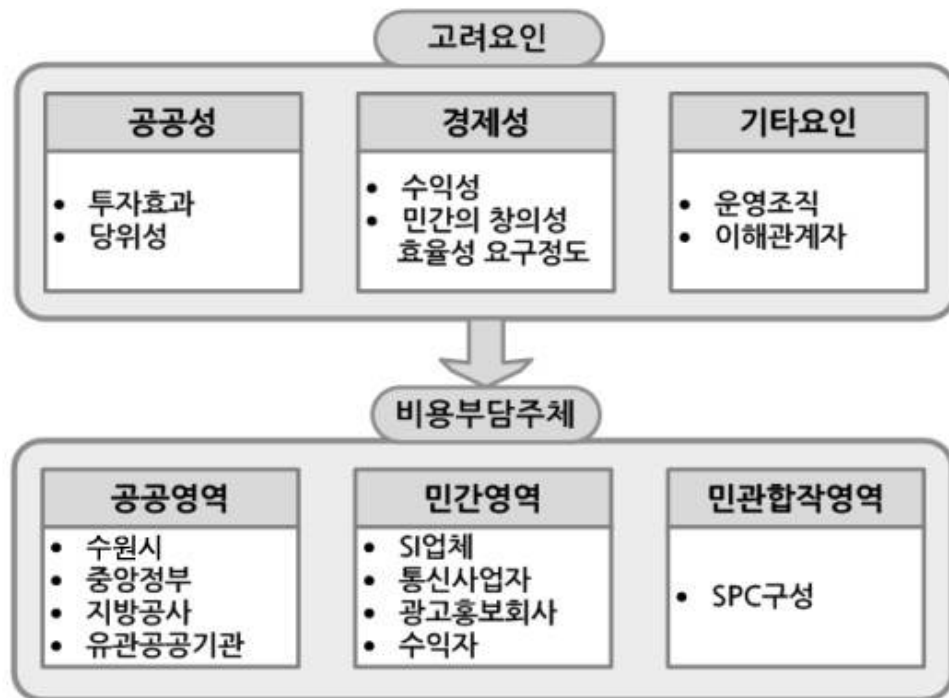 고려요인
공공성
• 투자효과
• 당위성
경제성
• 수익성
• 민간의 창의성
효율성 요구정도
기타요인
• 운영조직
• 이해관계자
비용부담주체
공공영역
• 수원시
• 중앙정부
• 지방공사
• 유관공공기관
민간영역
• SI업체
• 통신사업자
• 광고홍보회사
• 수익자
민관합작영역
• SPC구성